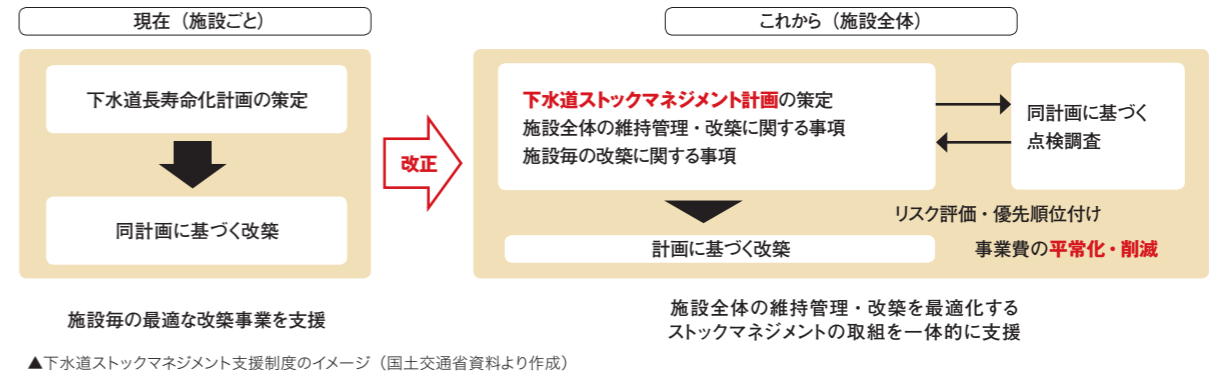 現在（施設ごと）
下水道長寿命化計画の策定
同計画に基づく改築
施設毎の最適な改築事業を支援
改正
これから（施設全体）
下水道ストックマネジメント計画の策定
施設全体の維持管理・改築に関する事項
施設毎の改築に関する事項
同計画に基づく
点検調査
リスク評価・優先順位付け
計画に基づく改築
事業費の平常化・削減
施設全体の維持管理・改築を最適化する
ストックマネジメントの取組を一体的に支援
▲下水道ストックマネジメント支援制度のイメージ（国土交通省資料より作成）